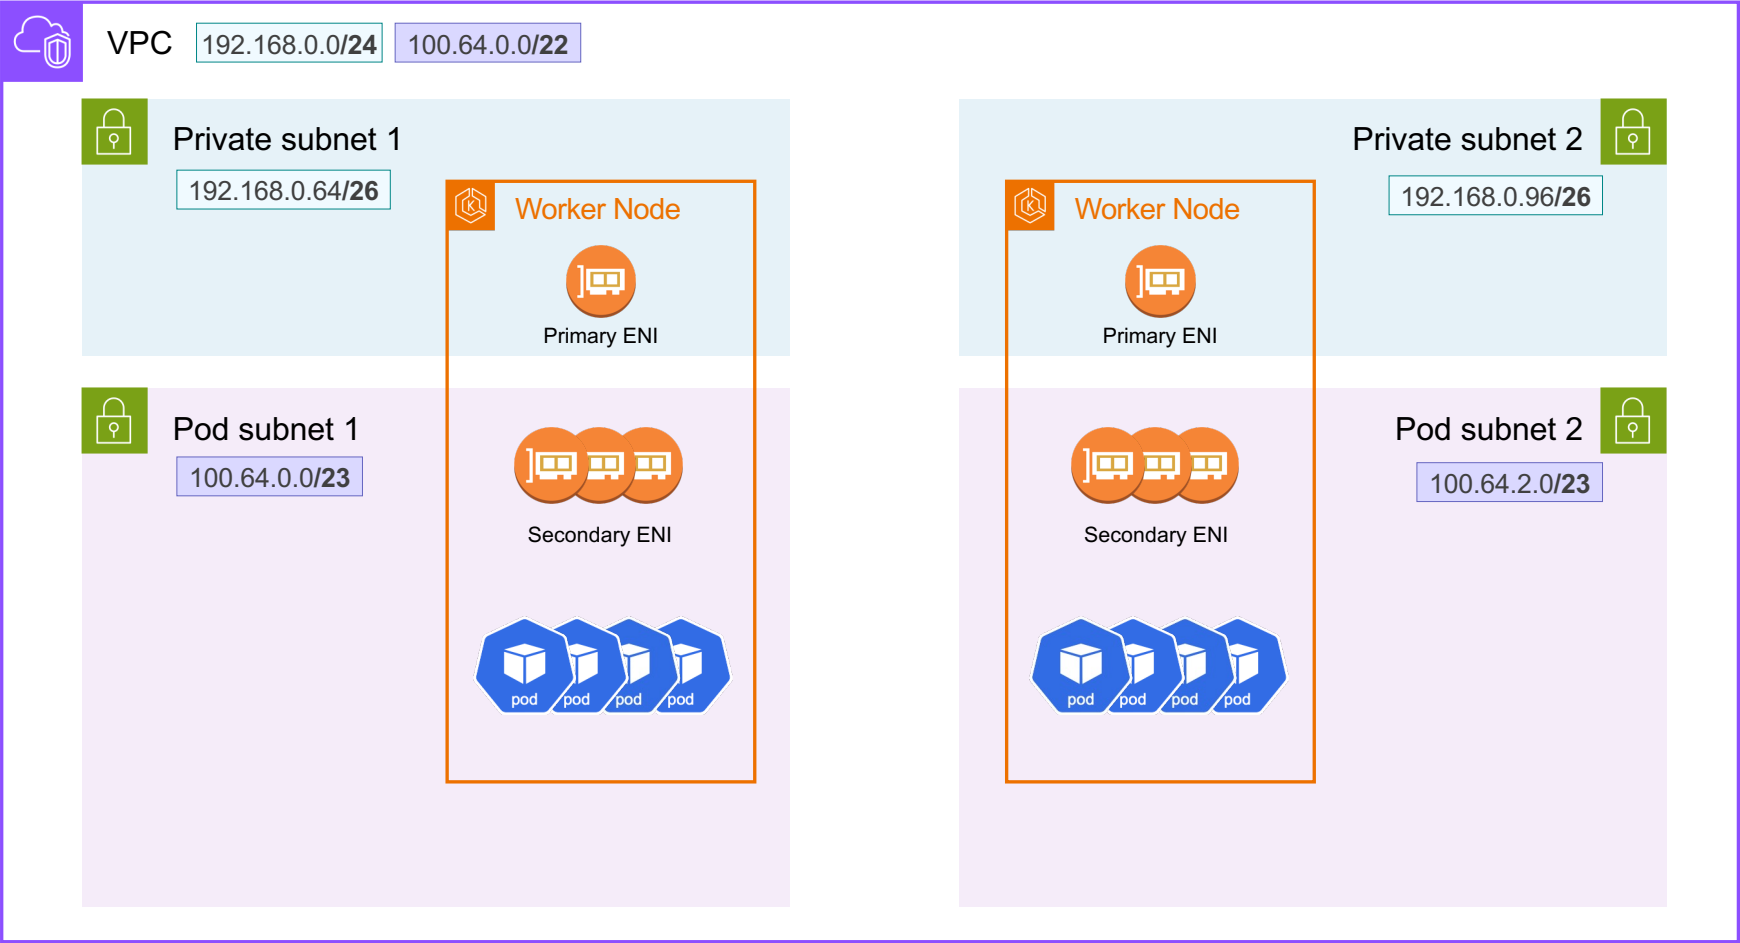 VPC 192.168.0.0/24 100.64.0.0/22
Private subnet 1
192.168.0.64/26
Worker Node
Primary ENI
Private subnet 2
192.168.0.96/26
Worker Node
Primary ENI
Pod subnet 1
100.64.0.0/23
Secondary ENI
pod pod pod pod
Pod subnet 2
100.64.2.0/23
Secondary ENI
pod pod pod pod